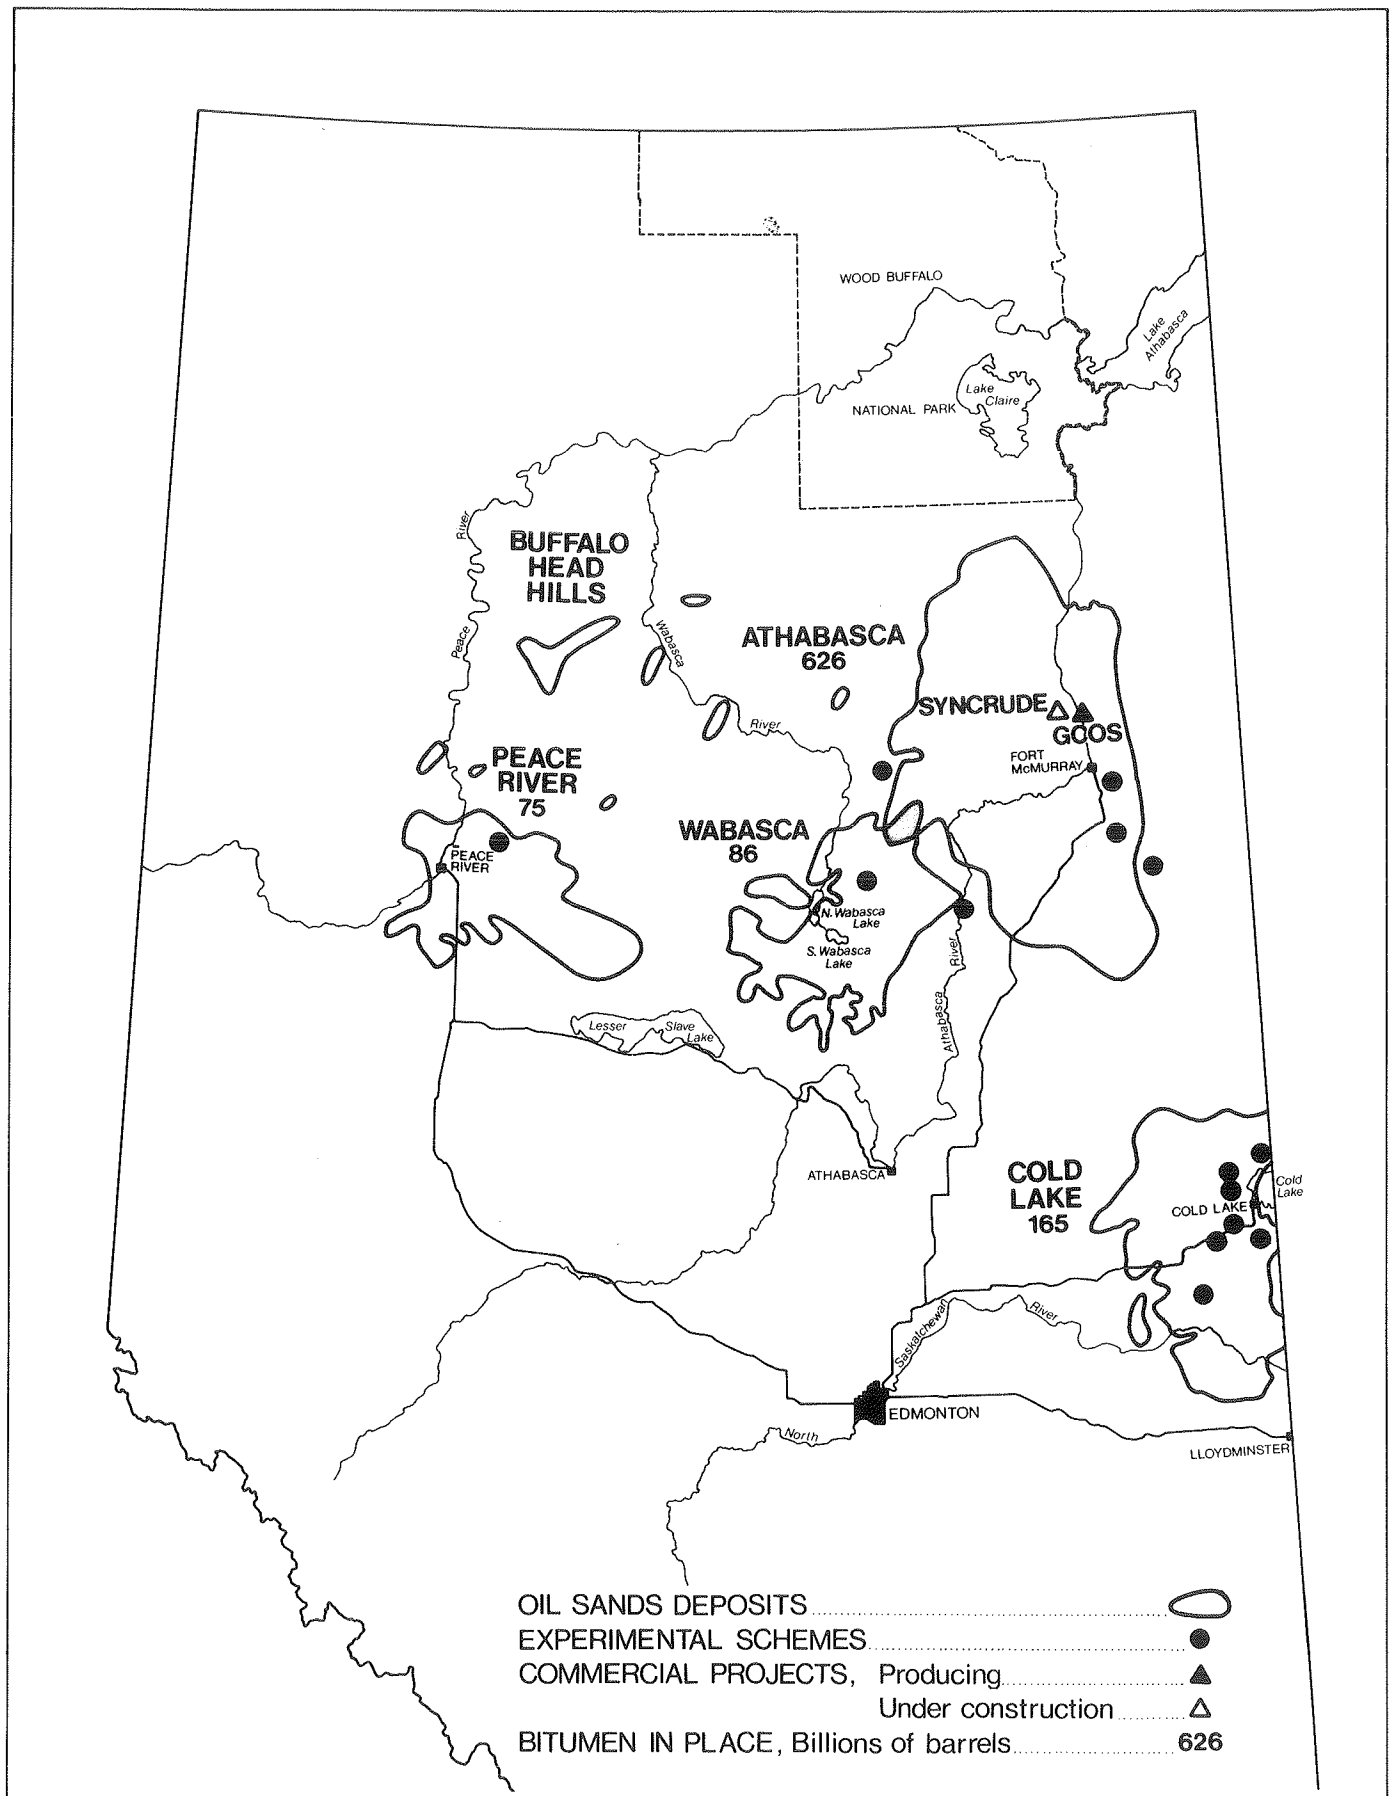 WOOD BUFFALO
Lake
Athabasca
Lake
Claire
NATIONAL PARK
River
Peace
BUFFALO
HEAD
HILLS
Wabasca
River
ATHABASCA
626
SYNCRUDE
GCOS
FORT
McMURRAY
PEACE
RIVER
75
PEACE
RIVER
WABASCA
86
N. Wabasca
Lake
S. Wabasca
Lake
River
Athabasca
Lesser Slave
Lake
ATHABASCA
COLD
LAKE
165
Cold
Lake
COLD LAKE
Saskatchewan
River
EDMONTON
North
LLOYDMINSTER
OIL SANDS DEPOSITS
EXPERIMENTAL SCHEMES
COMMERCIAL PROJECTS, Producing
Under construction
BITUMEN IN PLACE, Billions of barrels 626